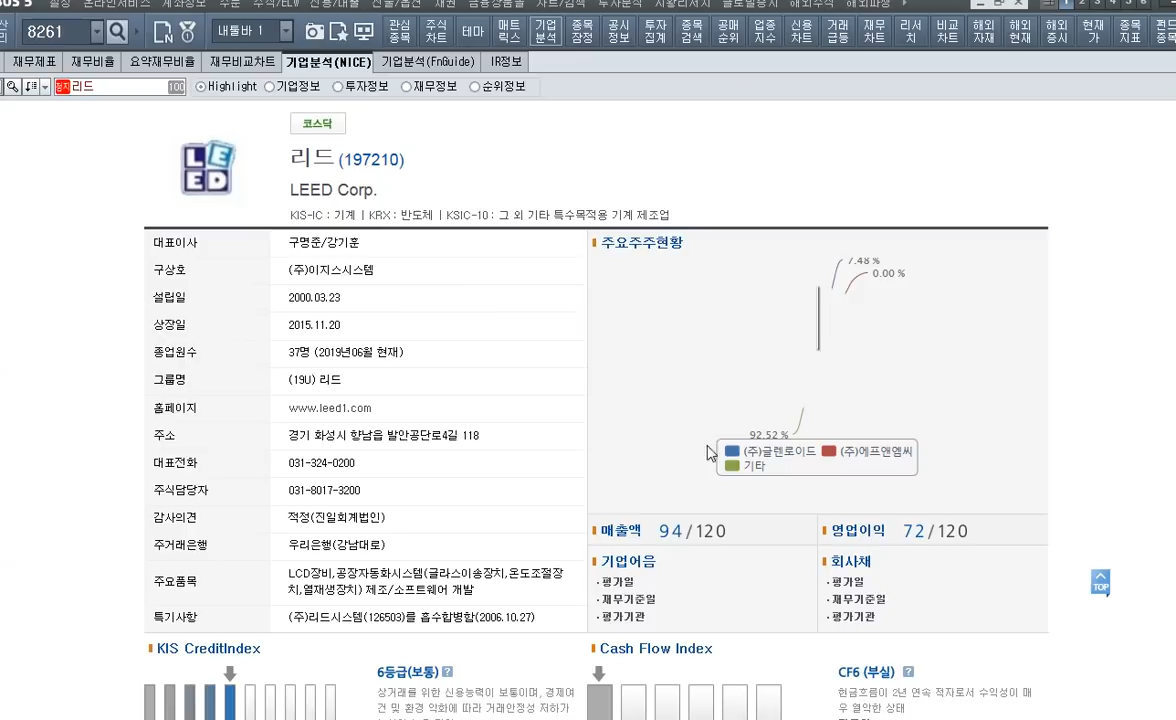 8261
내툴바 1
관심 종목
주식 차트
테마
매트 릭스
기업 분석
종목 잠정
공시 정보
투자 집계
종목 검색
공매 순위
업종 지수
신용 차트
거래 급등
재무 차트
리서 치
비교 차트
해외 자재
해외 현재
해외 증시
현재 가
종목 지표
재무제표 재무비율 요약재무비율 재무비교차트 기업분석(NICE) 기업분석(FnGuide) IR정보
정지 리드 100 Highlight 기업정보 투자정보 재무정보 순위정보
코스닥
LEED
리드 (197210)
LEED Corp.
KIS-IC : 기계 | KRX : 반도체 | KSIC-10 : 그 외 기타 특수목적용 기계 제조업
대표이사 구명준/강기훈
구상호 (주)이지스시스템
설립일 2000.03.23
상장일 2015.11.20
종업원수 37명 (2019년06월 현재)
그룹명 (19U) 리드
홈페이지 www.leed1.com
주소 경기 화성시 향남읍 발안공단로4길 118
대표전화 031-324-0200
주식담당자 031-8017-3200
감사의견 적정(진일회계법인)
주거래은행 우리은행(강남대로)
주요품목 LCD장비,공장자동화시스템(글라스이송장치,온도조절장
치,열재생장치) 제조/소프트웨어 개발
특기사항 (주)리드시스템(126503)를 흡수합병함(2006.10.27)
주요주주현황
7.48 %
0.00 %
92.52 %
(주)글렌로이드 (주)에프앤엠씨
기타
매출액 94/120
영업이익 72/120
기업어음
·평가일
·재무기준일
·평가기관
회사채
·평가일
·재무기준일
·평가기관
TOP
KIS CreditIndex
6등급(보통) ?
상거래를 위한 신용능력이 보통이며, 경제여
건 및 환경 악화에 따라 거래안정성 저하가
Cash Flow Index
CF6 (부실) ?
현금흐름이 2년 연속 적자로서 수익성이 매
우 열악한 상태